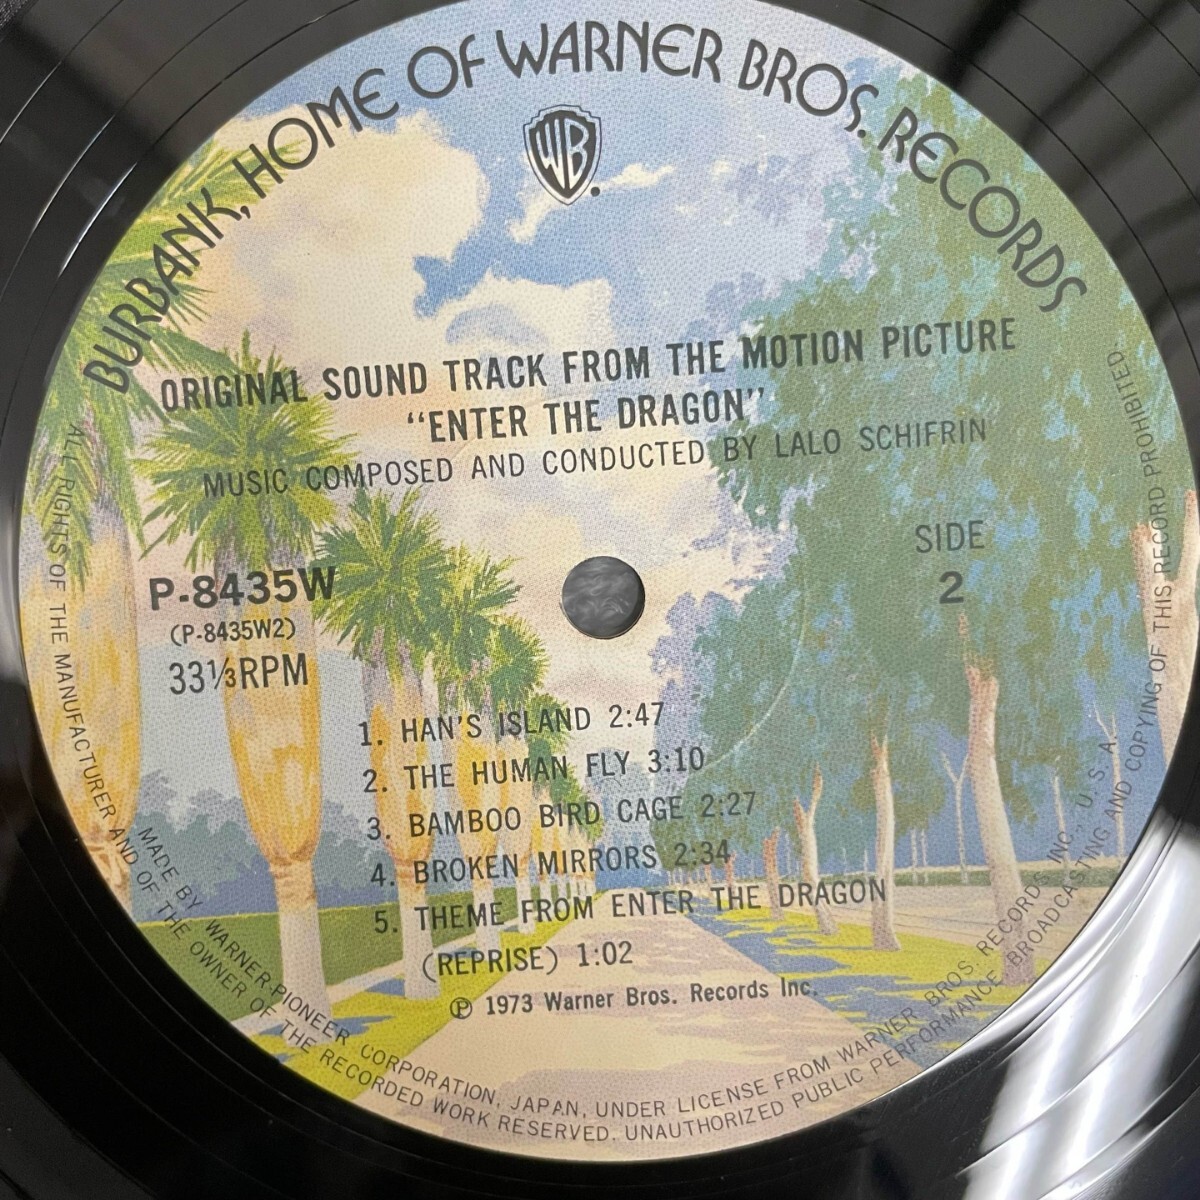 BURBANK, HOME OF WARNER BROS. RECORDS
WB
ORIGINAL SOUND TRACK FROM THE MOTION PICTURE
"ENTER THE DRAGON"
MUSIC COMPOSED AND CONDUCTED BY LALO SCHIFRIN
SIDE
2
P-8435W
(P-8435W2)
33⅓RPM
1. HAN'S ISLAND 2:47
2. THE HUMAN FLY 3:10
3. BAMBOO BIRD CAGE 2:27
4. BROKEN MIRRORS 2:34
5. THEME FROM ENTER THE DRAGON
(REPRISE) 1:02
℗ 1973 Warner Bros. Records Inc.
MADE BY WARNER-PIONEER CORPORATION, JAPAN, UNDER LICENSE FROM WARNER BROS. RECORDS INC., U. S. A.
ALL RIGHTS OF THE MANUFACTURER AND OF THE OWNER OF THE RECORDED WORK RESERVED. UNAUTHORIZED PUBLIC PERFORMANCE, BROADCASTING AND COPYING OF THIS RECORD PROHIBITED.